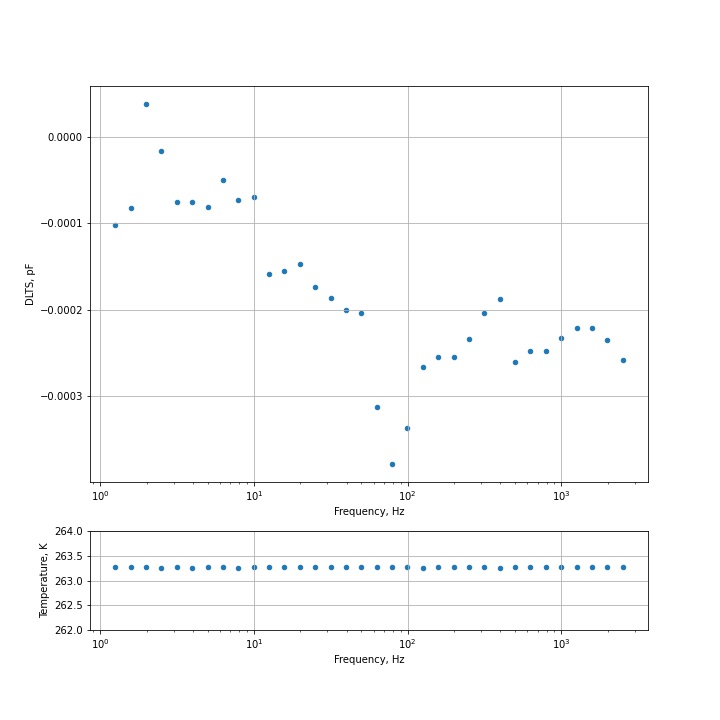 0.0000
−0.0001
−0.0002
−0.0003
DLTS, pF
10⁰ 10¹ 10² 10³
Frequency, Hz
264.0
263.5
263.0
262.5
262.0
Temperature, K
10⁰ 10¹ 10² 10³
Frequency, Hz